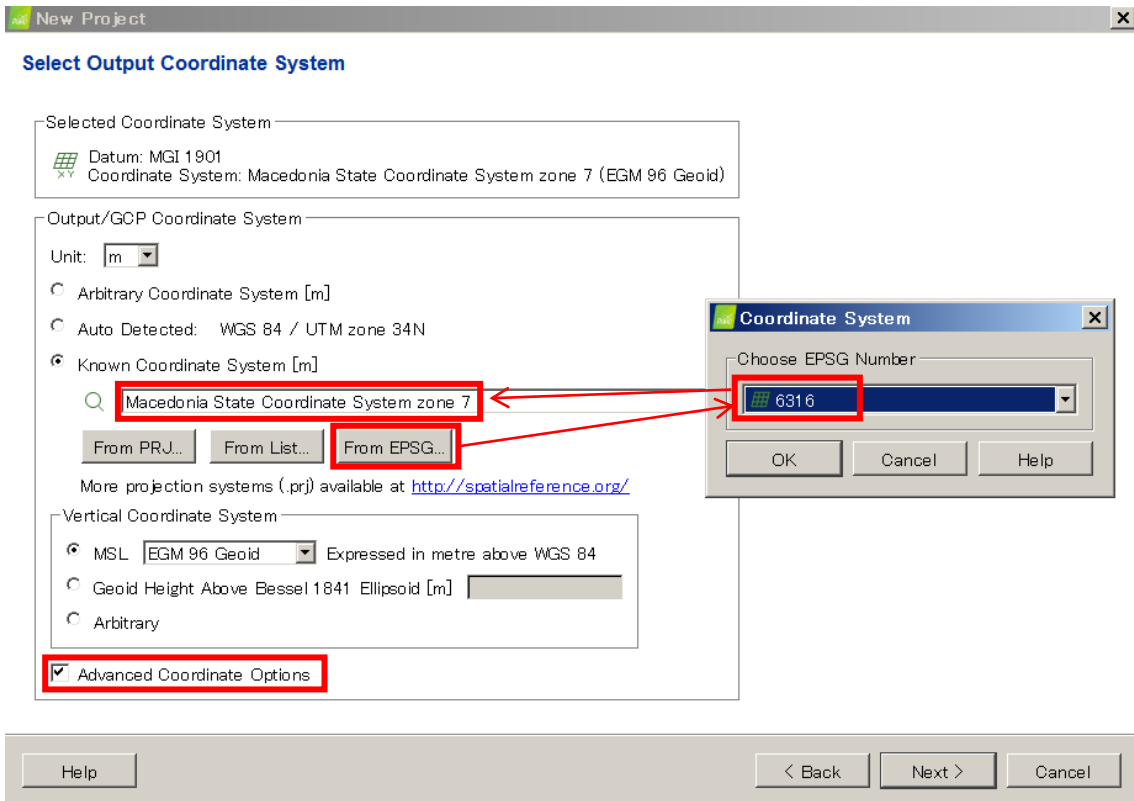 New Project
Select Output Coordinate System
Selected Coordinate System
Datum: MGI 1901
Coordinate System: Macedonia State Coordinate System zone 7 (EGM 96 Geoid)
XY
Output/GCP Coordinate System
Unit: m
Arbitrary Coordinate System [m]
Auto Detected: WGS 84 / UTM zone 34N
Known Coordinate System [m]
Macedonia State Coordinate System zone 7
From PRJ... From List... From EPSG...
More projection systems (.prj) available at http://spatialreference.org/
Vertical Coordinate System
MSL EGM 96 Geoid Expressed in metre above WGS 84
Geoid Height Above Bessel 1841 Ellipsoid [m]
Arbitrary
Advanced Coordinate Options
Coordinate System
Choose EPSG Number
6316
OK Cancel Help
Help < Back Next > Cancel